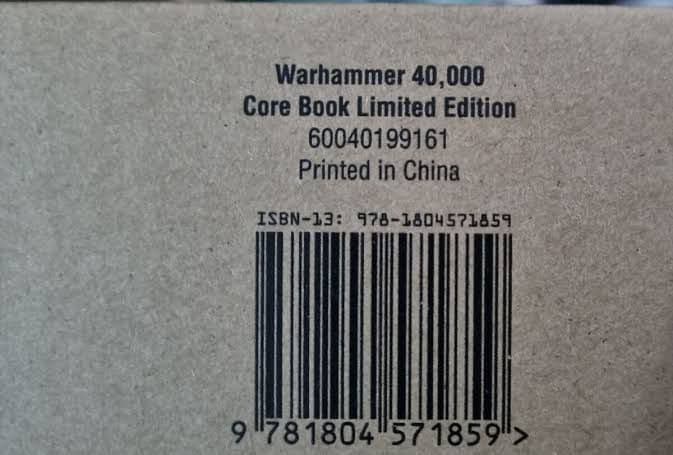 Warhammer 40,000
Core Book Limited Edition
60040199161
Printed in China
ISBN-13: 978-1804571859
9 781804 571859 >